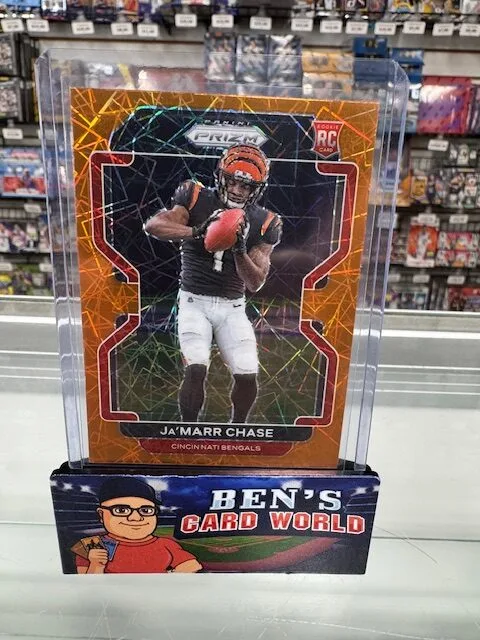 PANINI
PRIZM
ROOKIE
RC
CARD
1
JA'MARR CHASE
CINCINNATI BENGALS
BEN'S
CARD WORLD